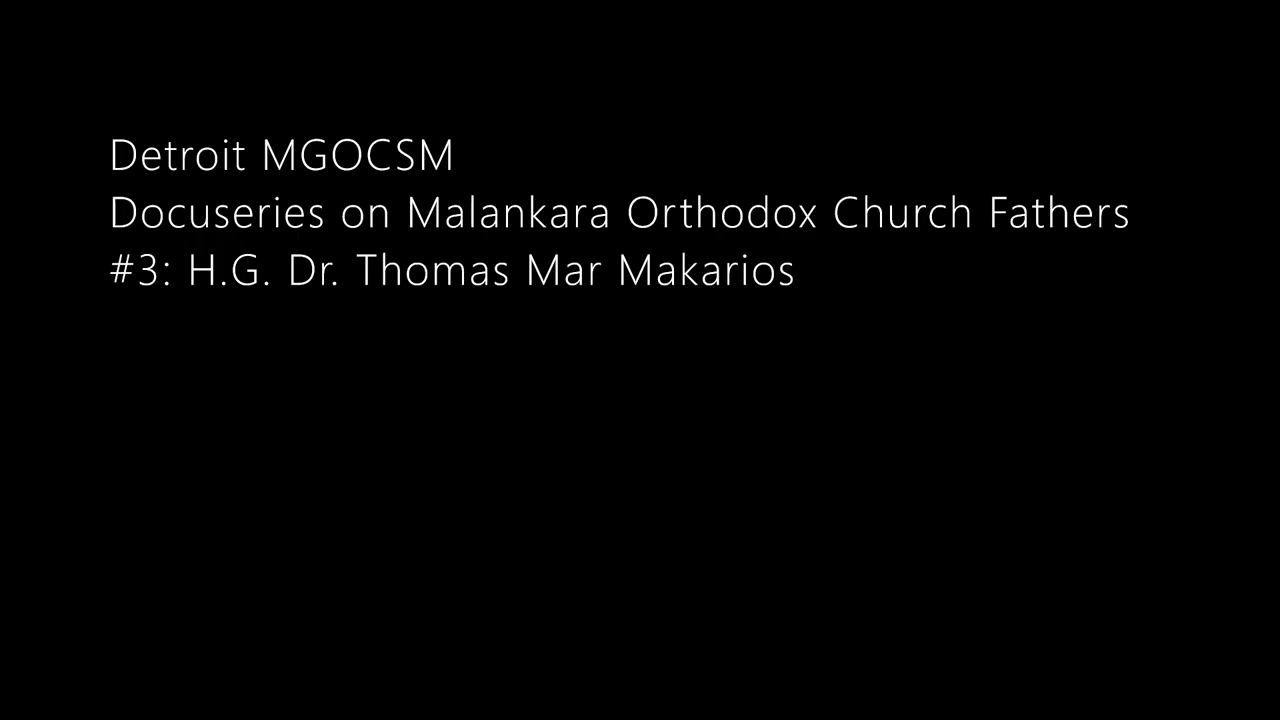 Detroit MGOCSM
Docuseries on Malankara Orthodox Church Fathers
#3: H.G. Dr. Thomas Mar Makarios